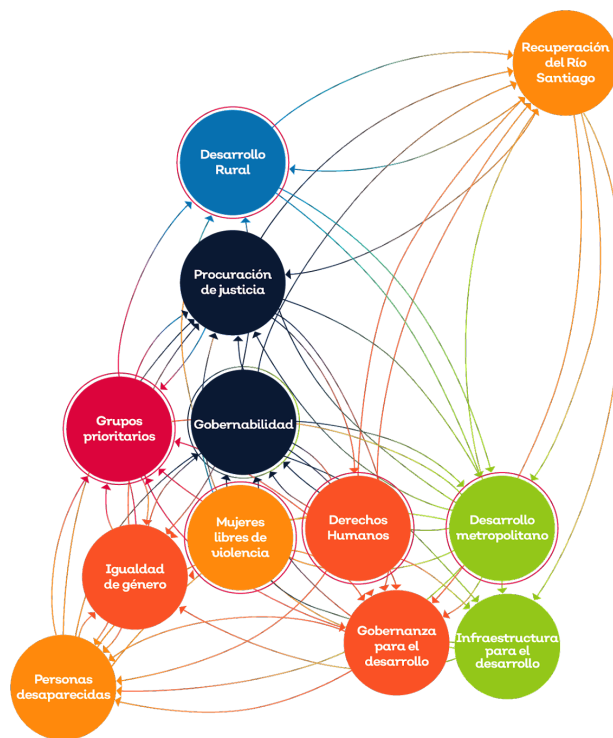 Recuperación
del Río
Santiago
Desarrollo
Rural
Procuración
de justicia
Grupos
prioritarios
Gobernabilidad
Mujeres
libres de
violencia
Derechos
Humanos
Desarrollo
metropolitano
Igualdad
de género
Gobernanza
para el
desarrollo
Infraestructura
para el
desarrollo
Personas
desaparecidas